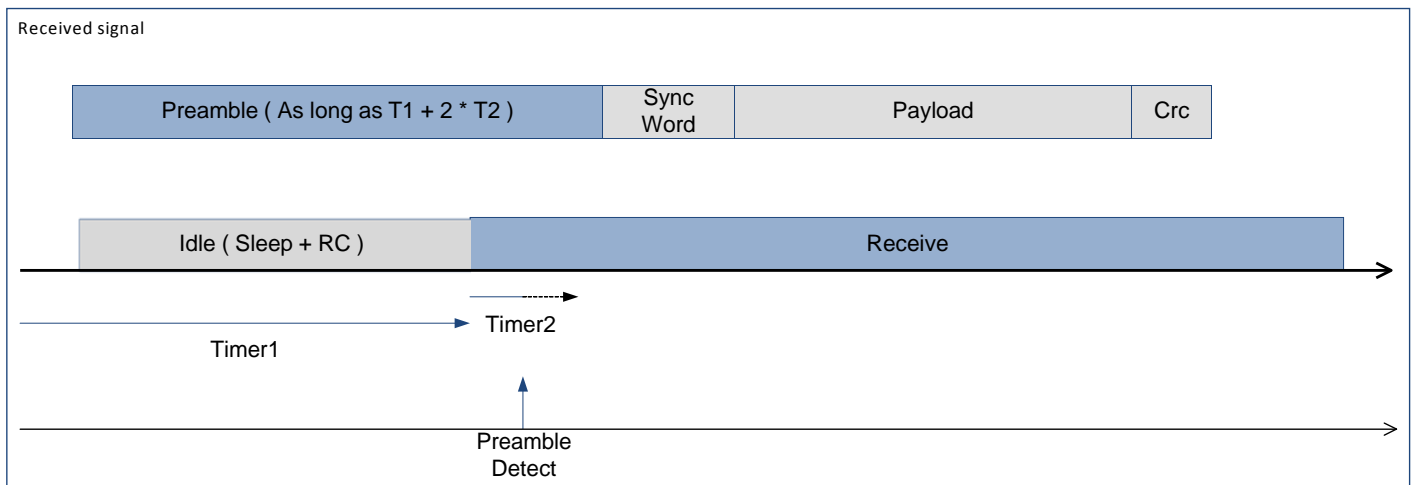 Received signal
Preamble ( As long as T1 + 2 * T2 )
Sync
Word
Payload
Crc
Idle ( Sleep + RC )
Receive
Timer2
Timer1
Preamble
Detect